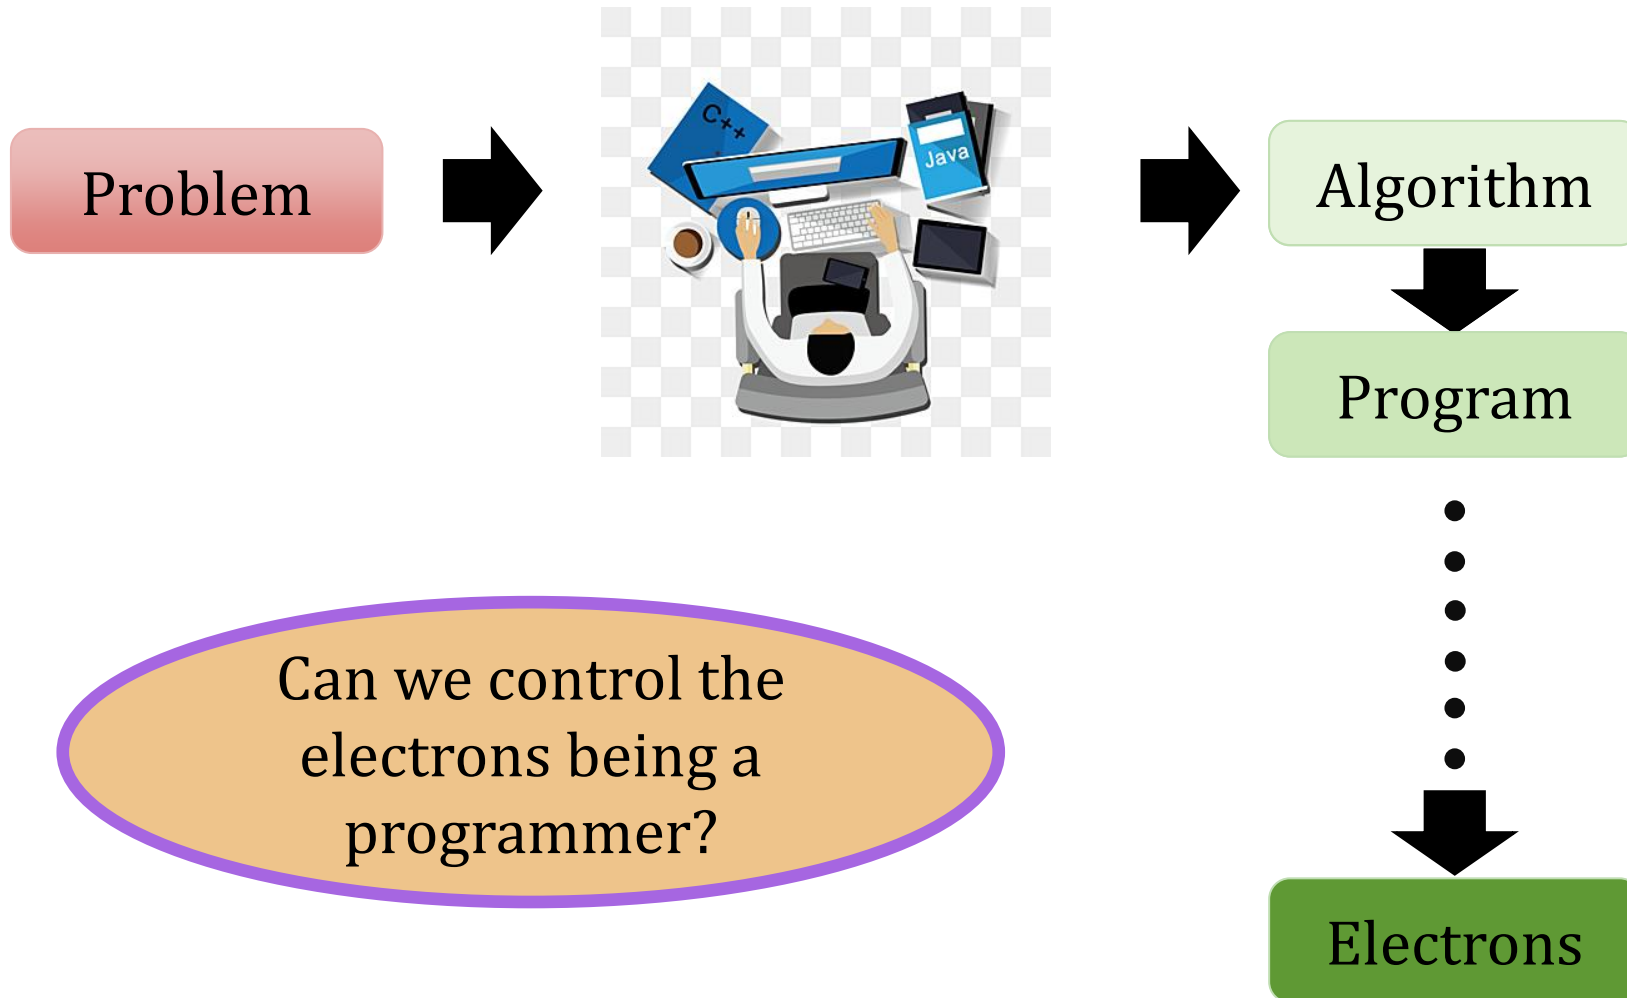 Problem
C++
Java
Algorithm
Program
Can we control the
electrons being a
programmer?
Electrons